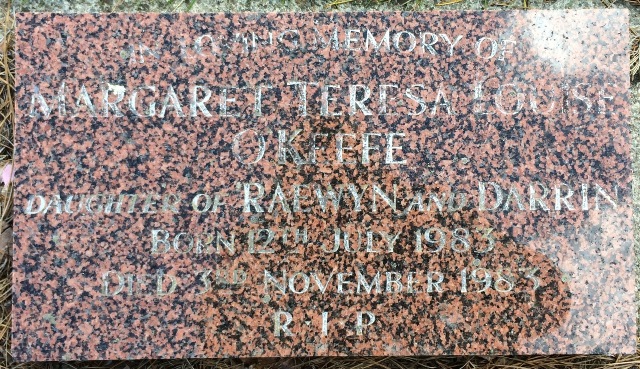 IN LOVING MEMORY OF
MARGARET TERESA LOUISE
O'KEEFE
DAUGHTER OF RAEWYN AND DARRIN
BORN 12TH JULY 1983
DIED 3RD NOVEMBER 1983
R.I.P.